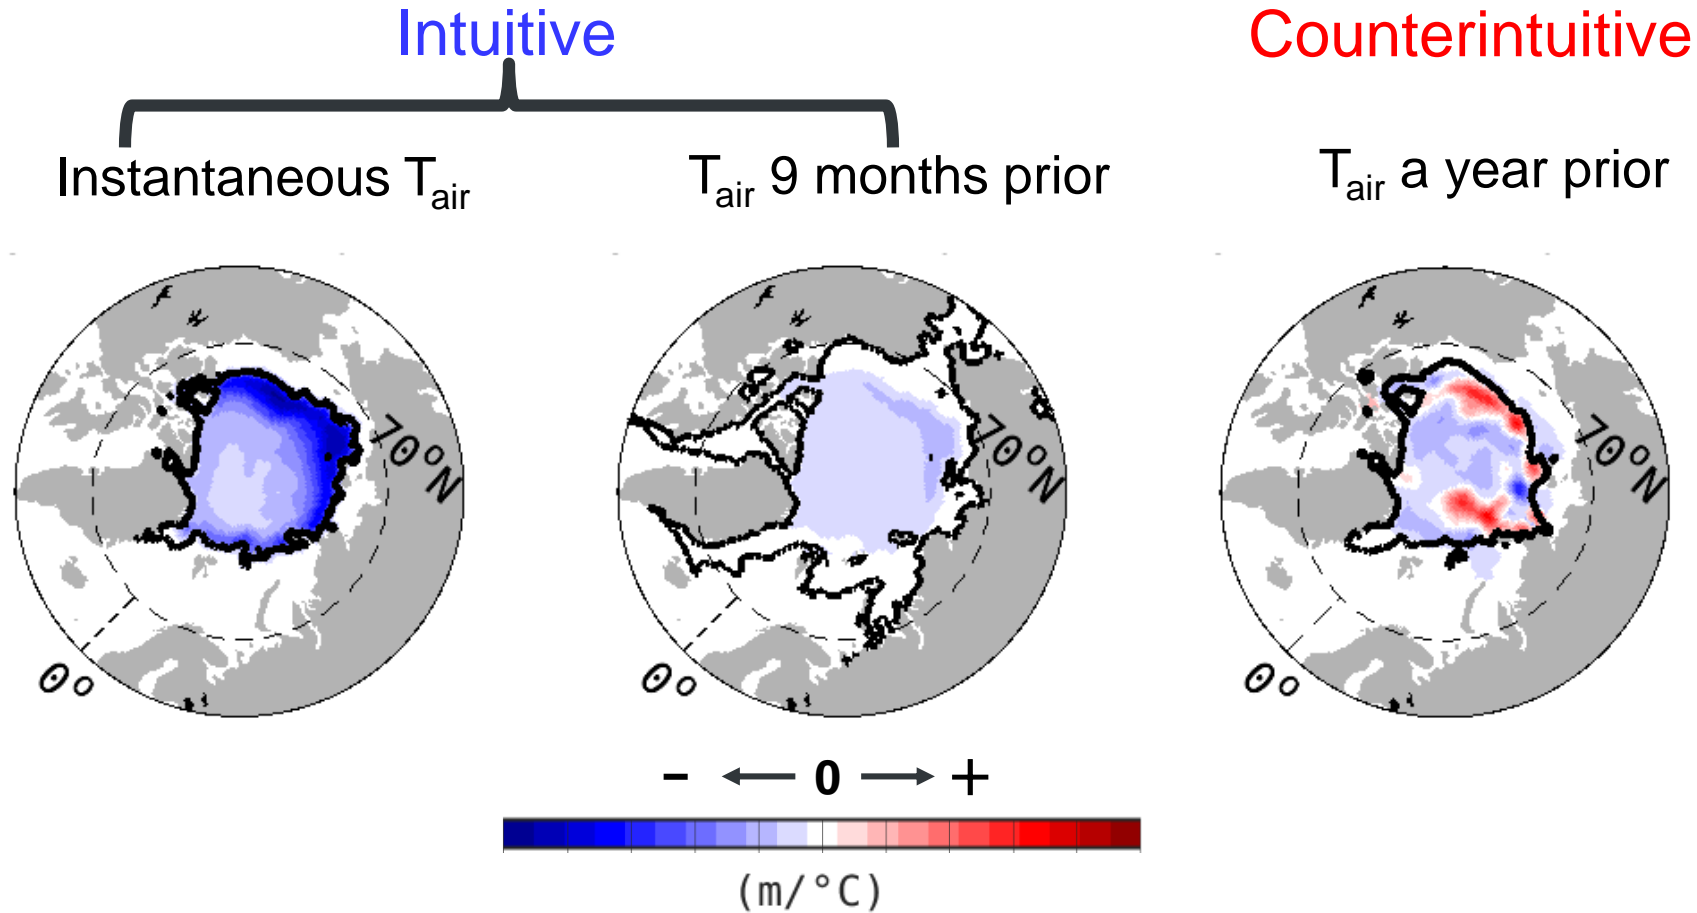 Intuitive
Counterintuitive
Instantaneous Tair
Tair 9 months prior
Tair a year prior
70°N
0°
70°N
0°
70°N
0°
- ← 0 → +
(m/°C)